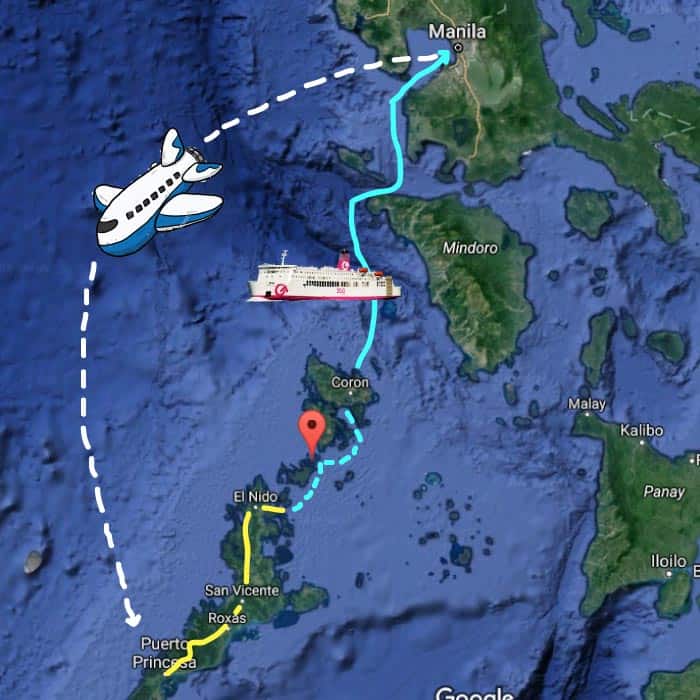 Manila
Mindoro
Coron
Malay
Kalibo
El Nido
Panay
San Vicente
Iloilo
Roxas
Puerto
Princesa
Google